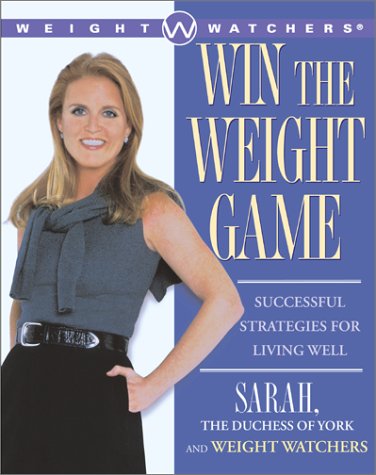 WEIGHT W WATCHERS®
WIN THE
WEIGHT
GAME
SUCCESSFUL
STRATEGIES FOR
LIVING WELL
SARAH,
THE DUCHESS OF YORK
AND WEIGHT WATCHERS